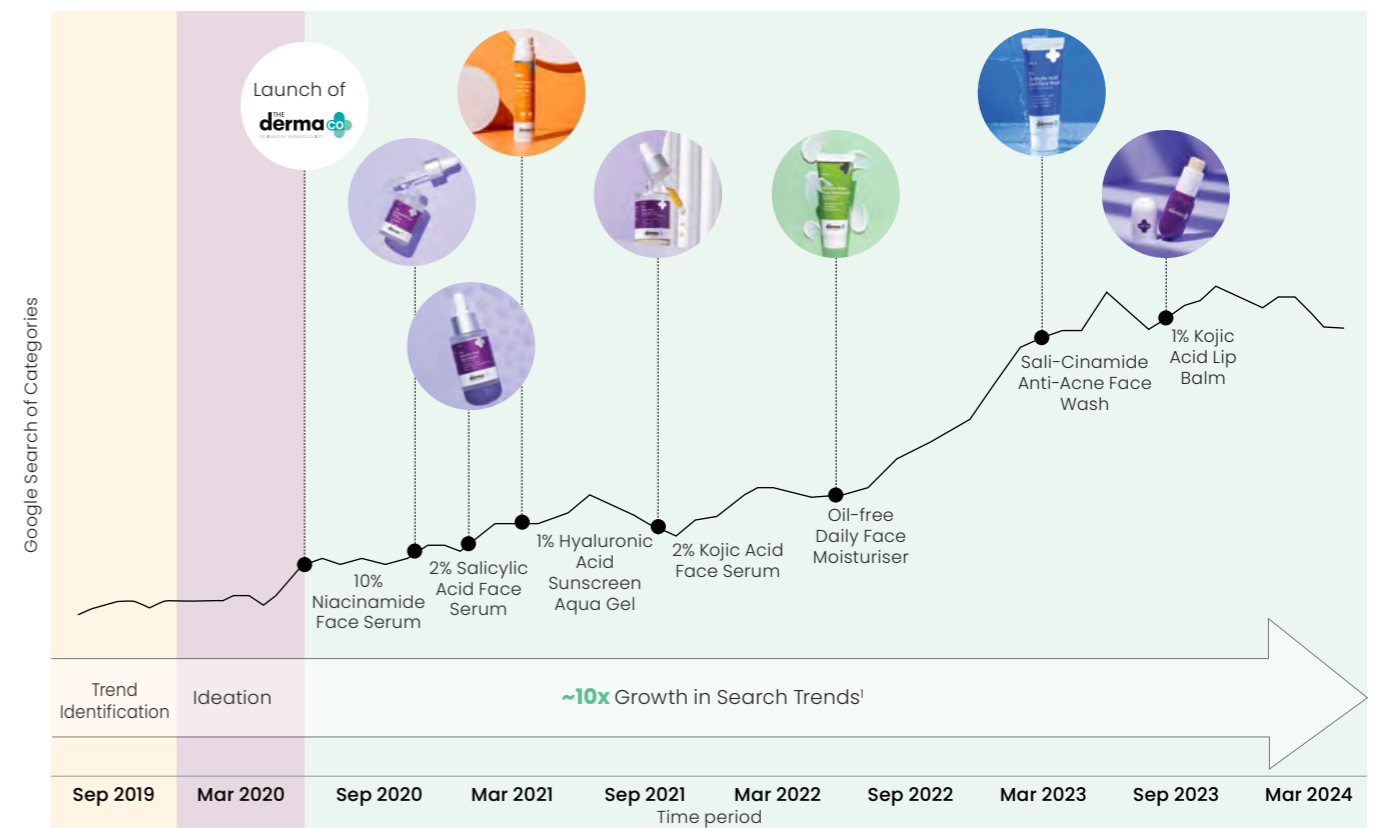 Launch of
THE
derma co
Google Search of Categories
10%
Niacinamide
Face Serum
2% Salicylic
Acid Face
Serum
1% Hyaluronic
Acid
Sunscreen
Aqua Gel
2% Kojic Acid
Face Serum
Oil-free
Daily Face
Moisturiser
Sali-Cinamide
Anti-Acne Face
Wash
1% Kojic
Acid Lip
Balm
Trend
Identification
Ideation
~10x Growth in Search Trends¹
Sep 2019
Mar 2020
Sep 2020
Mar 2021
Sep 2021
Mar 2022
Sep 2022
Mar 2023
Sep 2023
Mar 2024
Time period